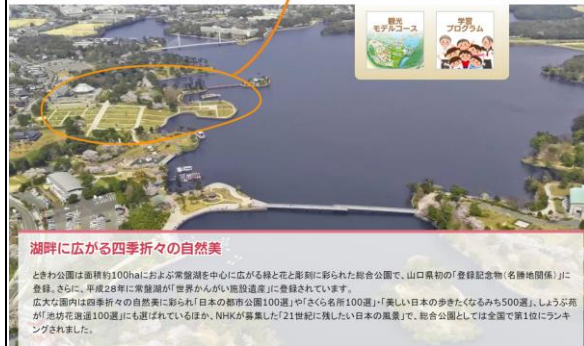 観光
モデルコース
学習
プログラム
湖畔に広がる四季折々の自然美
ときわ公園は面積約100haにおよぶ常盤湖を中心に広がる緑と花と彫刻に彩られた総合公園で、山口県初の「登録記念物(名勝地関係)」に
登録。さらに、平成28年に常盤湖が「世界かんがい施設遺産」に登録されています。
広大な園内は四季折々の自然美に彩られ「日本の都市公園100選」や「さくら名所100選」・「美しい日本の歩きたくなるみち500選」、しょうぶ苑
が「池坊花逍遥100選」にも選ばれているほか、NHKが募集した「21世紀に残したい日本の風景」で、総合公園としては全国で第1位にランキ
ングされました。